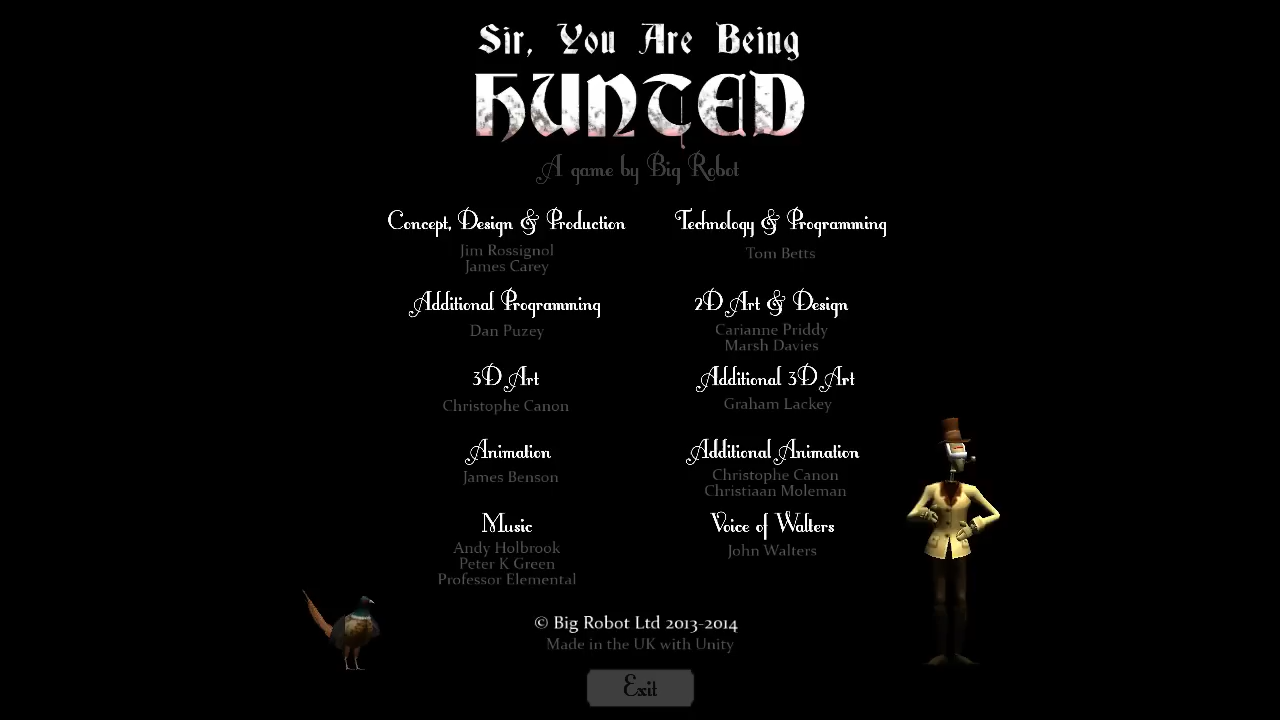 Sir, You Are Being
HUNTED
A game by Big Robot
Concept, Design & Production
Jim Rossignol
James Carey
Technology & Programming
Tom Betts
Additional Programming
Dan Puzey
2D Art & Design
Carianne Priddy
Marsh Davies
3D Art
Christophe Canon
Additional 3D Art
Graham Lackey
Animation
James Benson
Additional Animation
Christophe Canon
Christiaan Moleman
Music
Andy Holbrook
Peter K Green
Professor Elemental
Voice of Walters
John Walters
© Big Robot Ltd 2013-2014
Made in the UK with Unity
Exit